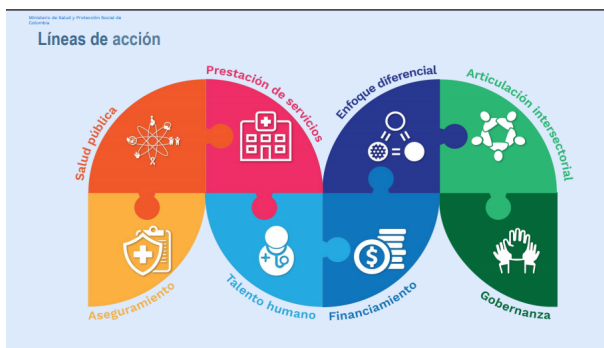 Ministerio de Salud y Protección Social de
Colombia
Líneas de acción
Salud pública
Prestación de servicios
Enfoque diferencial
Articulación intersectorial
Aseguramiento
Talento humano
Financiamiento
Gobernanza